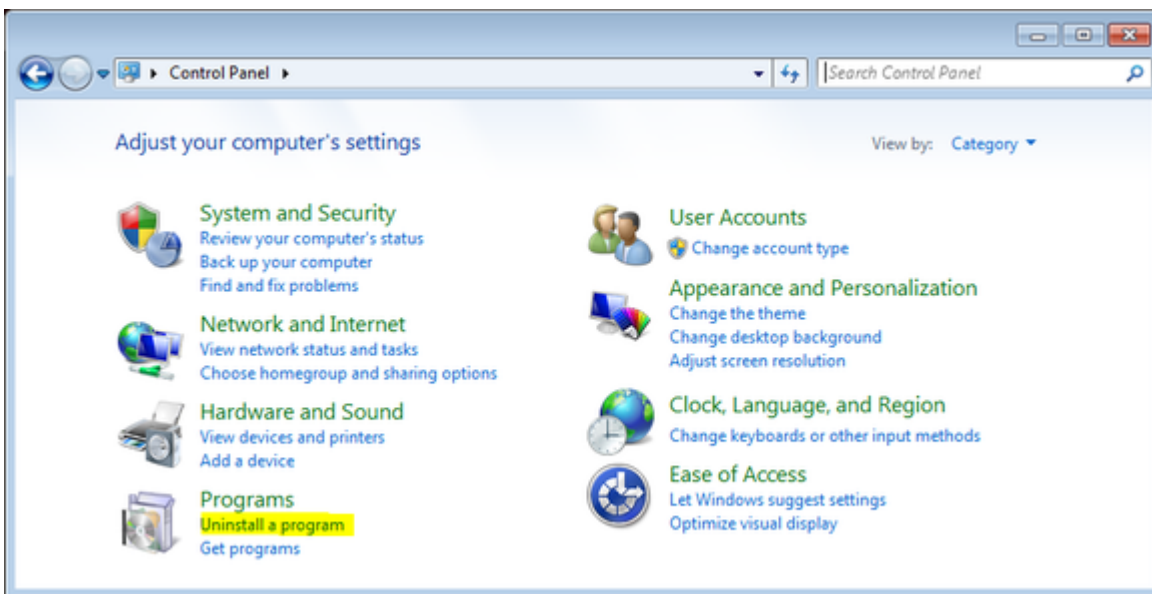 Control Panel
Search Control Panel
Adjust your computer's settings
View by: Category
System and Security
Review your computer's status
Back up your computer
Find and fix problems
Network and Internet
View network status and tasks
Choose homegroup and sharing options
Hardware and Sound
View devices and printers
Add a device
Programs
Uninstall a program
Get programs
User Accounts
Change account type
Appearance and Personalization
Change the theme
Change desktop background
Adjust screen resolution
Clock, Language, and Region
Change keyboards or other input methods
Ease of Access
Let Windows suggest settings
Optimize visual display